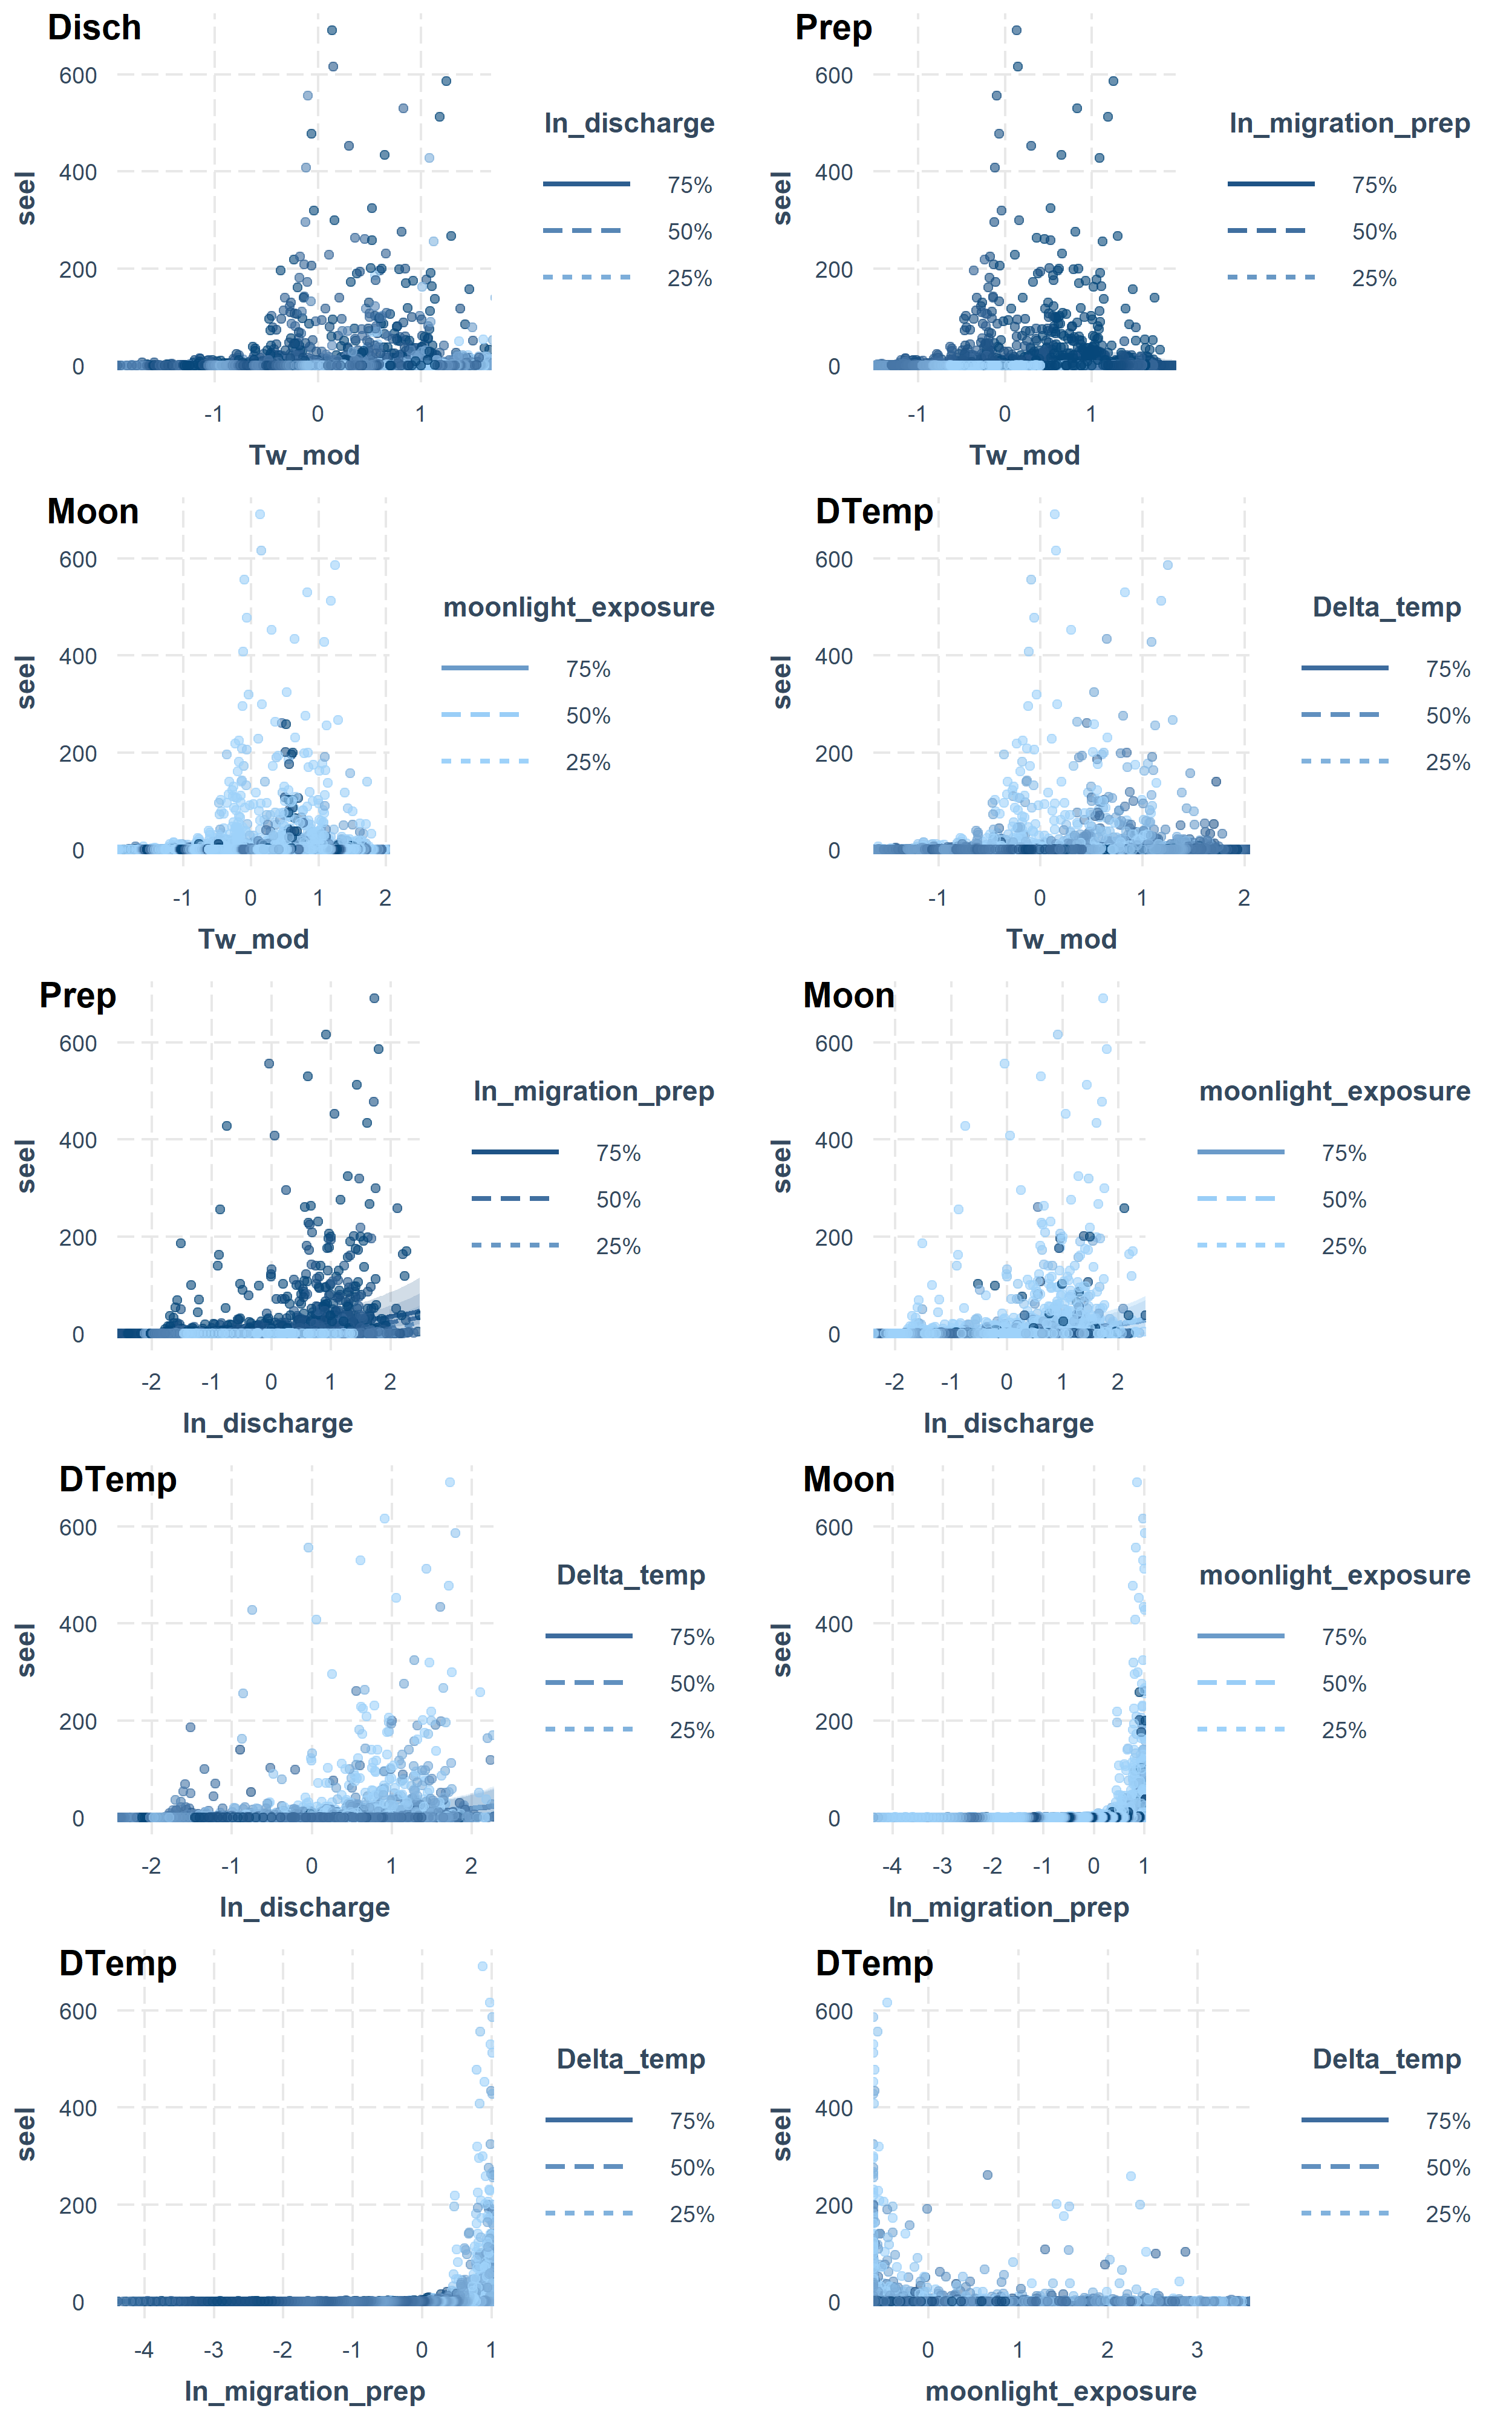 Disch
600
400
200
0
seel
-1 0 1
Tw_mod
ln_discharge
75%
50%
25%
Prep
600
400
200
0
seel
-1 0 1
Tw_mod
ln_migration_prep
75%
50%
25%
Moon
600
400
200
0
seel
-1 0 1 2
Tw_mod
moonlight_exposure
75%
50%
25%
DTemp
600
400
200
0
seel
-1 0 1 2
Tw_mod
Delta_temp
75%
50%
25%
Prep
600
400
200
0
seel
-2 -1 0 1 2
ln_discharge
ln_migration_prep
75%
50%
25%
Moon
600
400
200
0
seel
-2 -1 0 1 2
ln_discharge
moonlight_exposure
75%
50%
25%
DTemp
600
400
200
0
seel
-2 -1 0 1 2
ln_discharge
Delta_temp
75%
50%
25%
Moon
600
400
200
0
seel
-4 -3 -2 -1 0 1
ln_migration_prep
moonlight_exposure
75%
50%
25%
DTemp
600
400
200
0
seel
-4 -3 -2 -1 0 1
ln_migration_prep
Delta_temp
75%
50%
25%
DTemp
600
400
200
0
seel
0 1 2 3
moonlight_exposure
Delta_temp
75%
50%
25%